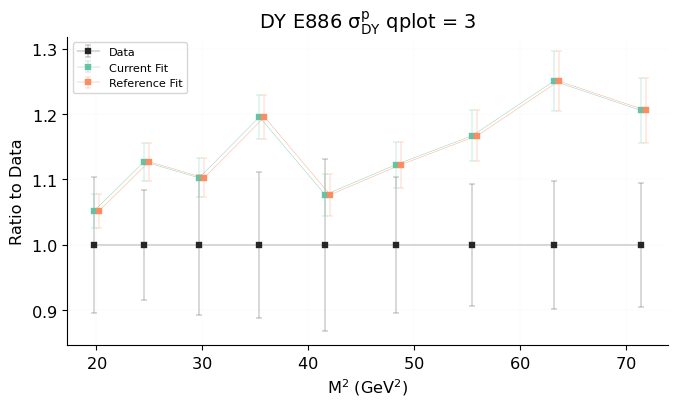 DY E886 σ^p_DY qplot = 3
Data
Current Fit
Reference Fit
Ratio to Data
1.3
1.2
1.1
1.0
0.9
20 30 40 50 60 70
M² (GeV²)